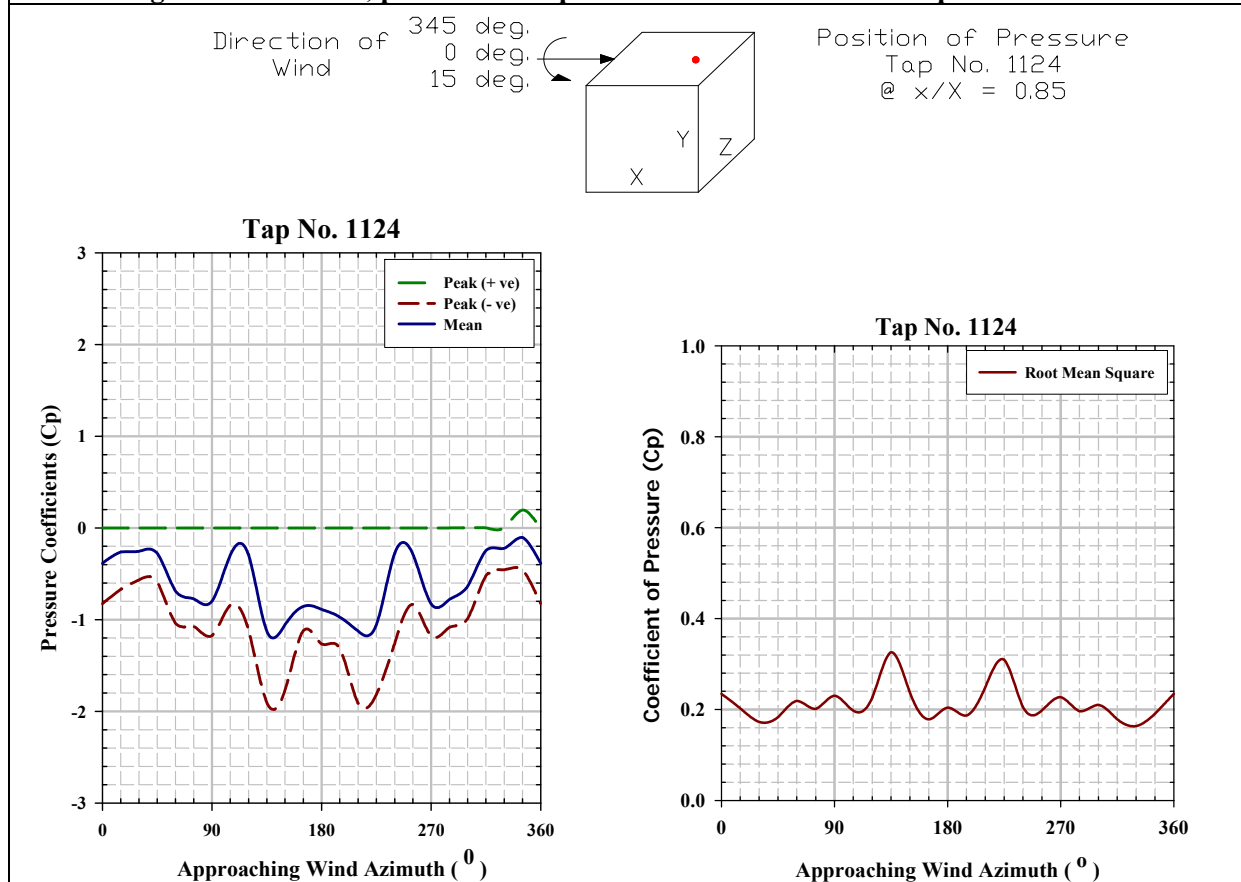 Direction of
Wind
345 deg.
0 deg.
15 deg.
X
Y
Z
Position of Pressure
Tap No. 1124
@ x/X = 0.85
Tap No. 1124
Pressure Coefficients (Cp)
3
2
1
0
-1
-2
-3
Peak (+ ve)
Peak (- ve)
Mean
0
90
180
270
360
Approaching Wind Azimuth ( 0 )
Tap No. 1124
Coefficient of Pressure (Cp)
1.0
0.8
0.6
0.4
0.2
0.0
Root Mean Square
0
90
180
270
360
Approaching Wind Azimuth ( o )